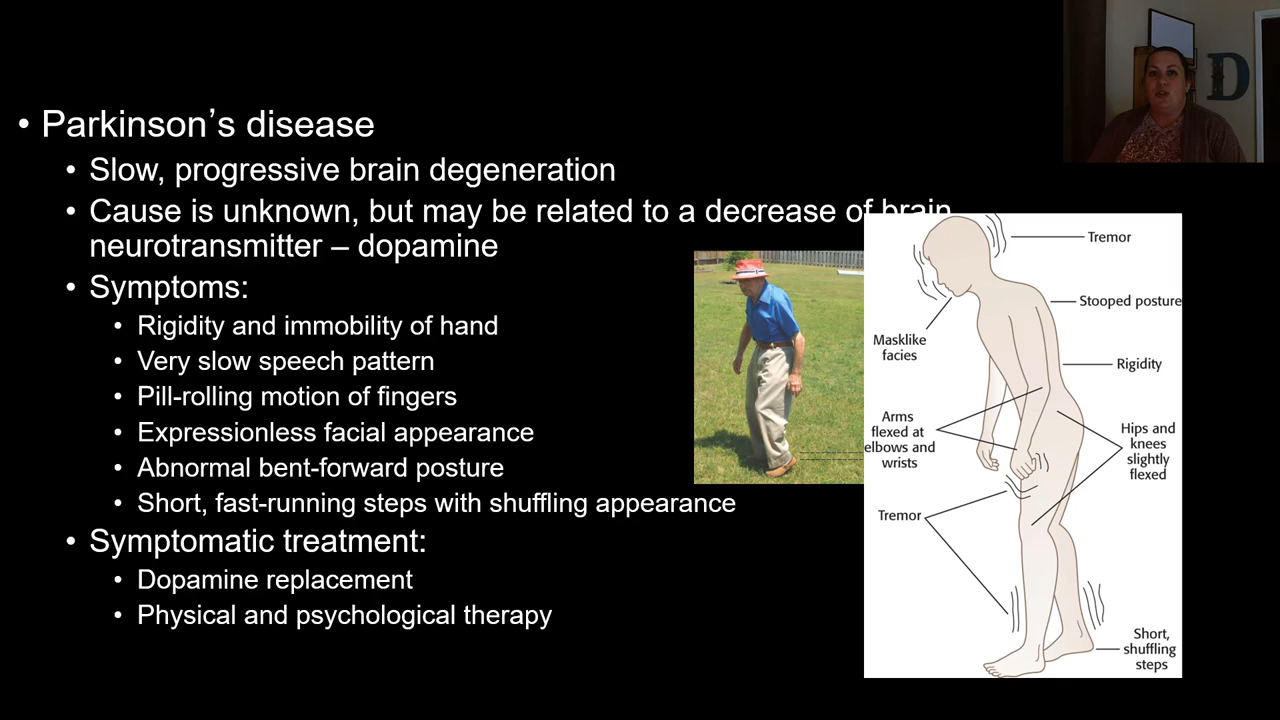 • Parkinson’s disease
• Slow, progressive brain degeneration
• Cause is unknown, but may be related to a decrease of brain
neurotransmitter – dopamine
• Symptoms:
• Rigidity and immobility of hand
• Very slow speech pattern
• Pill-rolling motion of fingers
• Expressionless facial appearance
• Abnormal bent-forward posture
• Short, fast-running steps with shuffling appearance
• Symptomatic treatment:
• Dopamine replacement
• Physical and psychological therapy
D
Tremor
Stooped posture
Masklike
facies
Rigidity
Arms
flexed at
elbows and
wrists
Hips and
knees
slightly
flexed
Tremor
Short,
shuffling
steps